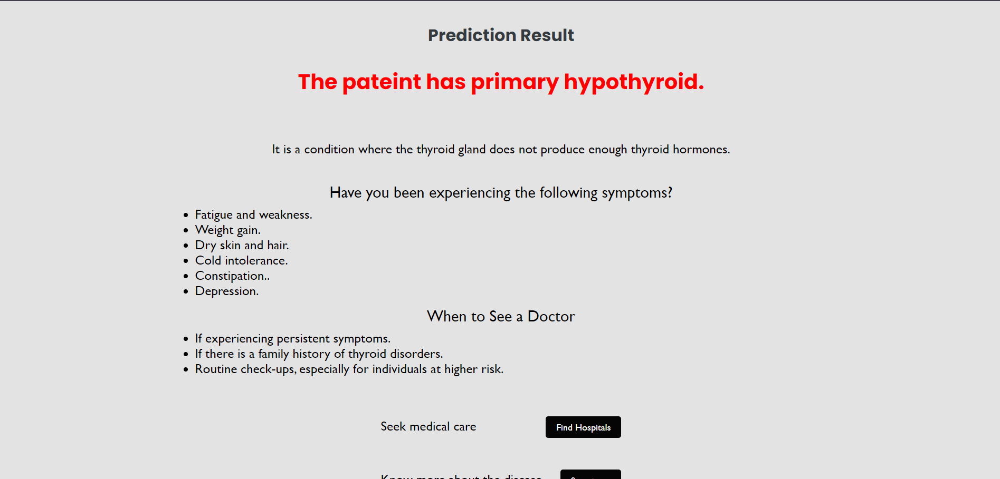 Prediction Result
The pateint has primary hypothyroid.
It is a condition where the thyroid gland does not produce enough thyroid hormones.
Have you been experiencing the following symptoms?
• Fatigue and weakness.
• Weight gain.
• Dry skin and hair.
• Cold intolerance.
• Constipation..
• Depression.
When to See a Doctor
• If experiencing persistent symptoms.
• If there is a family history of thyroid disorders.
• Routine check-ups, especially for individuals at higher risk.
Seek medical care Find Hospitals
Know more about the disease